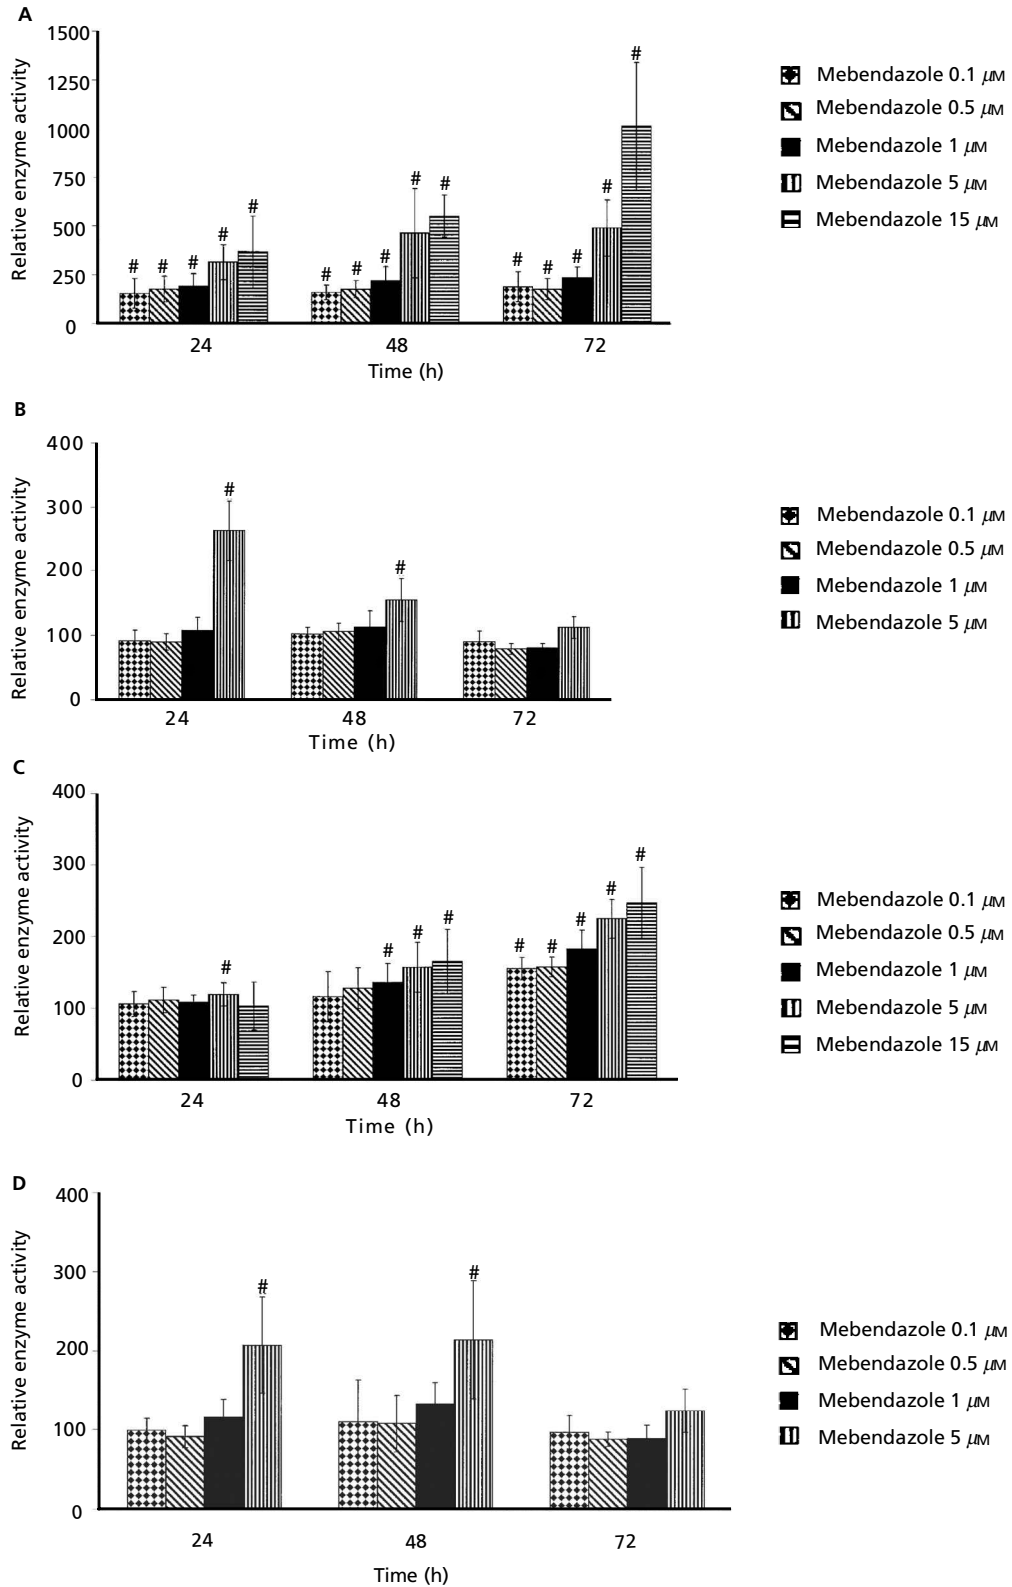 A
Relative enzyme activity
1500
1250
1000
750
500
250
0
# # # # #
# # # # #
# # # # #
24 48 72
Time (h)
Mebendazole 0.1 µM
Mebendazole 0.5 µM
Mebendazole 1 µM
Mebendazole 5 µM
Mebendazole 15 µM
B
Relative enzyme activity
400
300
200
100
0
#
#
24 48 72
Time (h)
Mebendazole 0.1 µM
Mebendazole 0.5 µM
Mebendazole 1 µM
Mebendazole 5 µM
C
Relative enzyme activity
400
300
200
100
0
#
# # #
# # # # #
24 48 72
Time (h)
Mebendazole 0.1 µM
Mebendazole 0.5 µM
Mebendazole 1 µM
Mebendazole 5 µM
Mebendazole 15 µM
D
Relative enzyme activity
400
300
200
100
0
#
#
24 48 72
Time (h)
Mebendazole 0.1 µM
Mebendazole 0.5 µM
Mebendazole 1 µM
Mebendazole 5 µM